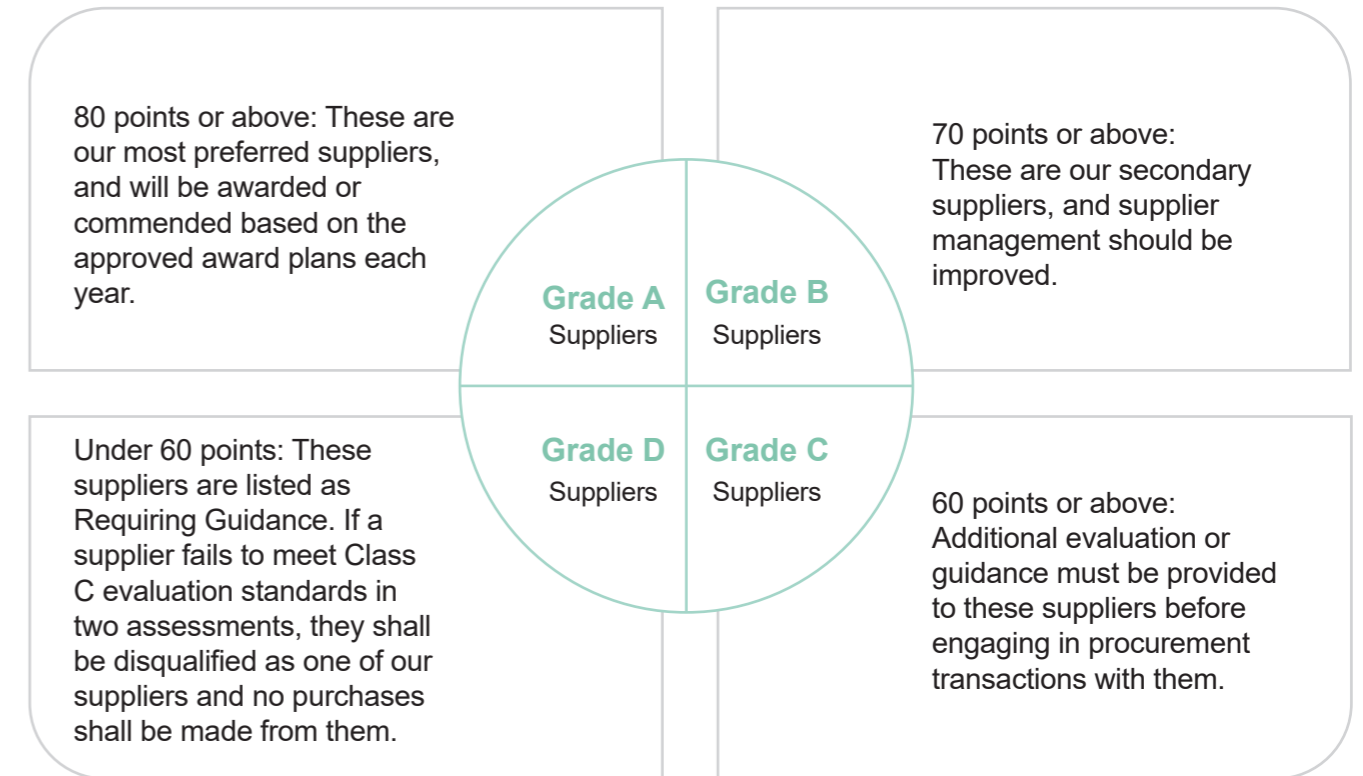 80 points or above: These are
our most preferred suppliers,
and will be awarded or
commended based on the
approved award plans each
year.
Grade A
Suppliers
70 points or above:
These are our secondary
suppliers, and supplier
management should be
improved.
Grade B
Suppliers
Under 60 points: These
suppliers are listed as
Requiring Guidance. If a
supplier fails to meet Class
C evaluation standards in
two assessments, they shall
be disqualified as one of our
suppliers and no purchases
shall be made from them.
Grade D
Suppliers
Grade C
Suppliers
60 points or above:
Additional evaluation or
guidance must be provided
to these suppliers before
engaging in procurement
transactions with them.